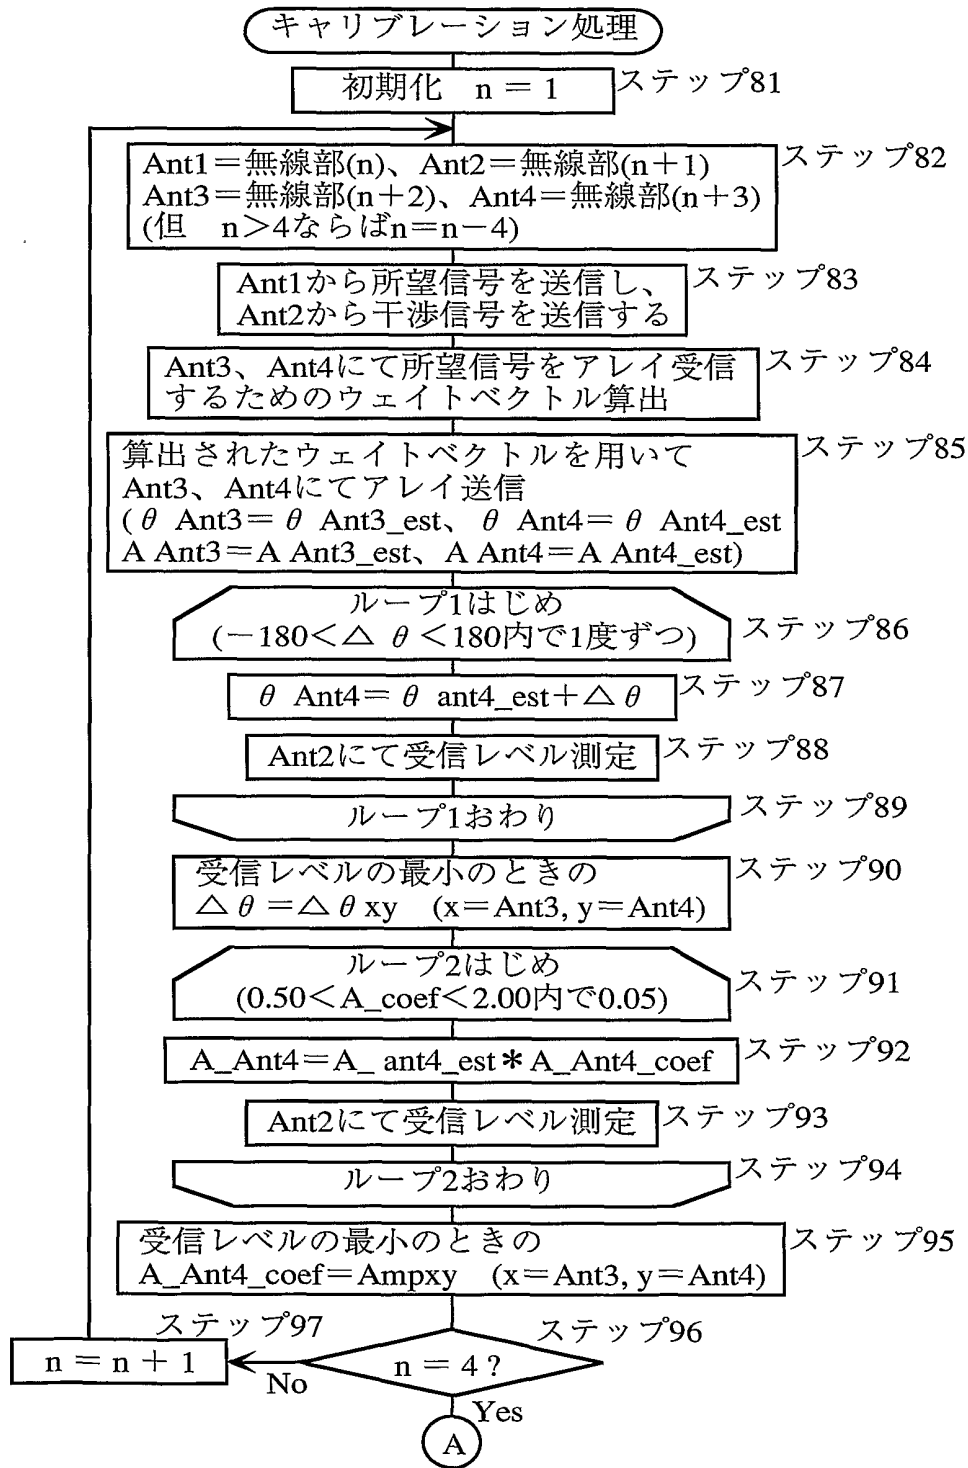 キャリブレーション処理
初期化　n = 1
ステップ81
Ant1=無線部(n)、Ant2=無線部(n+1)
Ant3=無線部(n+2)、Ant4=無線部(n+3)
(但　n>4ならばn=n−4)
ステップ82
Ant1から所望信号を送信し、
Ant2から干渉信号を送信する
ステップ83
Ant3、Ant4にて所望信号をアレイ受信
するためのウェイトベクトル算出
ステップ84
算出されたウェイトベクトルを用いて
Ant3、Ant4にてアレイ送信
(θ Ant3=θ Ant3_est、θ Ant4=θ Ant4_est
A Ant3=A Ant3_est、A Ant4=A Ant4_est)
ステップ85
ループ1はじめ
(−180<△ θ<180内で1度ずつ)
ステップ86
θ Ant4=θ ant4_est+△θ
ステップ87
Ant2にて受信レベル測定
ステップ88
ループ1おわり
ステップ89
受信レベルの最小のときの
△θ=△θxy　(x=Ant3, y=Ant4)
ステップ90
ループ2はじめ
(0.50<A_coef<2.00内で0.05)
ステップ91
A_Ant4=A_ ant4_est*A_Ant4_coef
ステップ92
Ant2にて受信レベル測定
ステップ93
ループ2おわり
ステップ94
受信レベルの最小のときの
A_Ant4_coef=Ampxy　(x=Ant3, y=Ant4)
ステップ95
n = 4 ?
ステップ96
No
n = n + 1
ステップ97
Yes
A